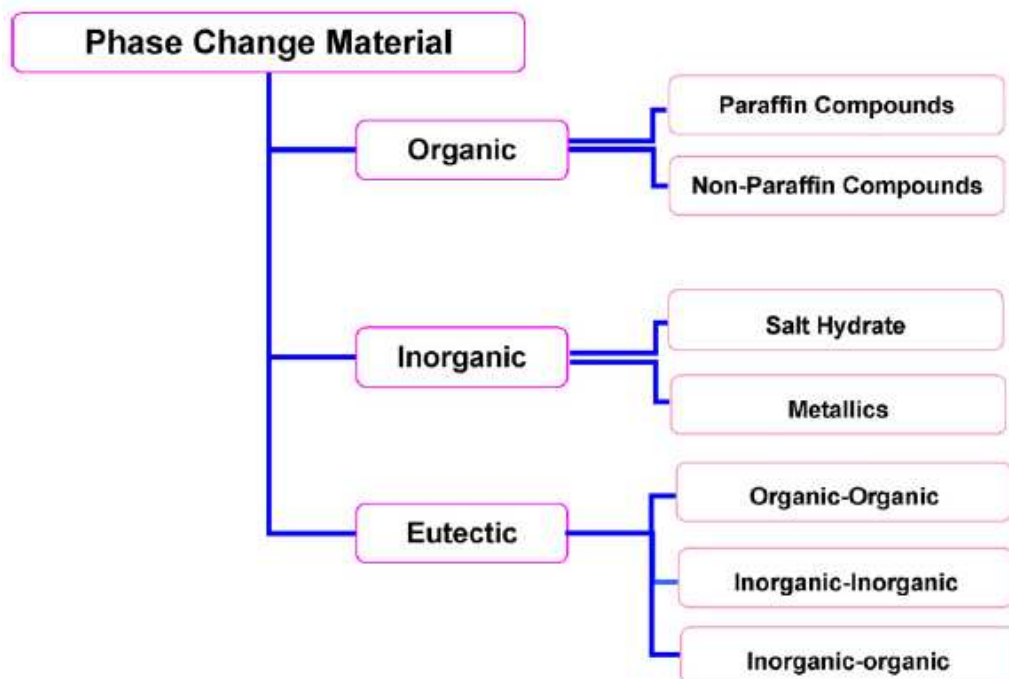 Phase Change Material
Organic
Paraffin Compounds
Non-Paraffin Compounds
Inorganic
Salt Hydrate
Metallics
Eutectic
Organic-Organic
Inorganic-Inorganic
Inorganic-organic